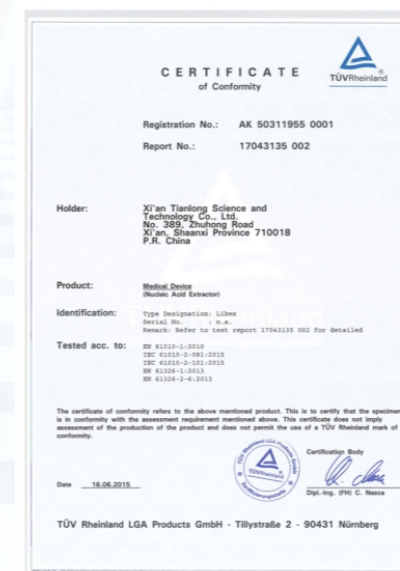 CERTIFICATE
of Conformity
TÜVRheinland
Registration No.: AK 50311955 0001
Report No.: 17043135 002
Holder: Xi'an Tianlong Science and
Technology Co., Ltd.
No. 389, Zhuhong Road
Xi'an, Shaanxi Province 710018
P.R. China
Product: Medical Device
(Nucleic Acid Extractor)
Identification: Type Designation: Libex
Serial No. : n.a.
Remark: Refer to test report 17043135 002 for detailed
Tested acc. to: EN 61010-1:2010
IEC 61010-2-081:2015
IEC 61010-2-101:2015
EN 61326-1:2013
EN 61326-2-6:2013
The certificate of conformity refers to the above mentioned product. This is to certify that the specimen
is in conformity with the assessment requirement mentioned above. This certificate does not imply
assessment of the production of the product and does not permit the use of a TÜV Rheinland mark of
conformity.
Certification Body
Date 16.06.2015
Dipl.-Ing. (FH) C. Nasca
TÜV Rheinland LGA Products GmbH - Tillystraße 2 - 90431 Nürnberg